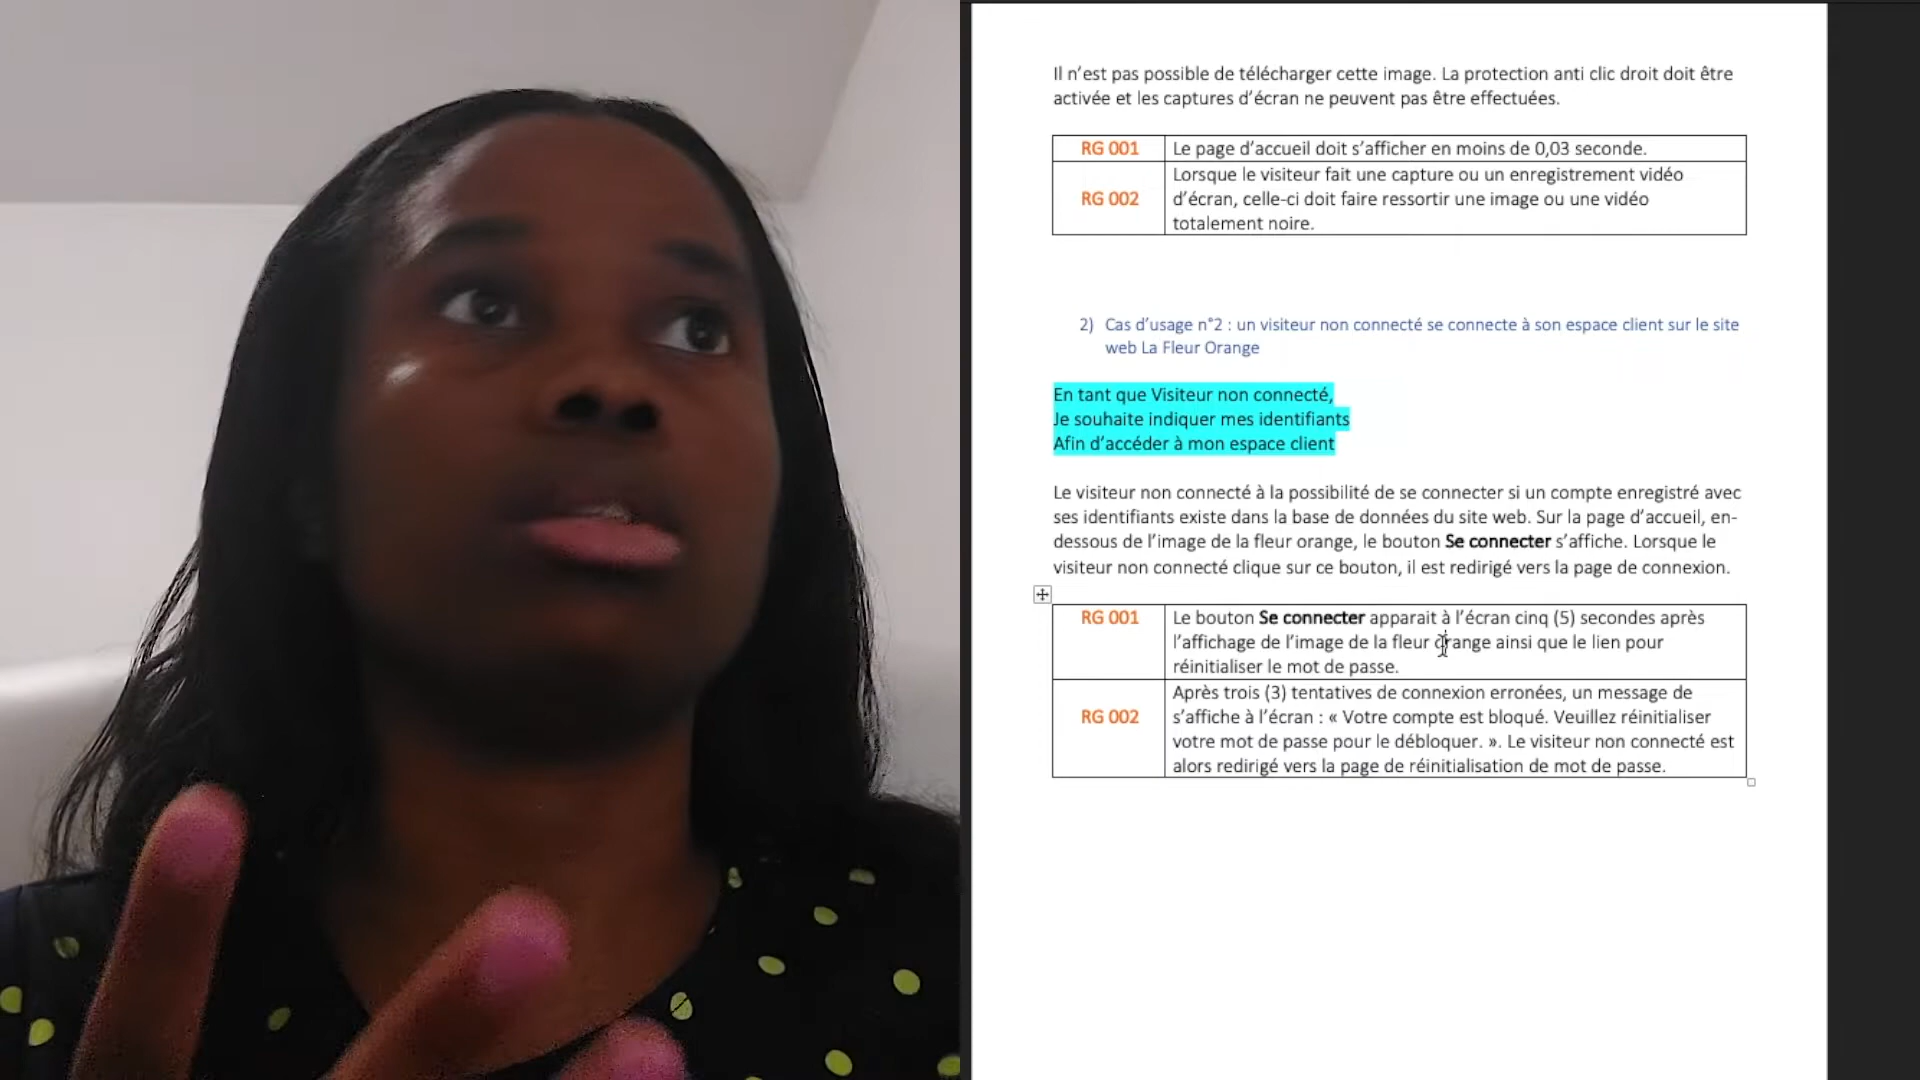 Il n’est pas possible de télécharger cette image. La protection anti clic droit doit être
activée et les captures d’écran ne peuvent pas être effectuées.
RG 001
Le page d’accueil doit s’afficher en moins de 0,03 seconde.
RG 002
Lorsque le visiteur fait une capture ou un enregistrement vidéo
d’écran, celle-ci doit faire ressortir une image ou une vidéo
totalement noire.
2) Cas d’usage n°2 : un visiteur non connecté se connecte à son espace client sur le site
web La Fleur Orange
En tant que Visiteur non connecté,
Je souhaite indiquer mes identifiants
Afin d’accéder à mon espace client
Le visiteur non connecté à la possibilité de se connecter si un compte enregistré avec
ses identifiants existe dans la base de données du site web. Sur la page d’accueil, en-
dessous de l’image de la fleur orange, le bouton Se connecter s’affiche. Lorsque le
visiteur non connecté clique sur ce bouton, il est redirigé vers la page de connexion.
RG 001
Le bouton Se connecter apparait à l’écran cinq (5) secondes après
l’affichage de l’image de la fleur orange ainsi que le lien pour
réinitialiser le mot de passe.
RG 002
Après trois (3) tentatives de connexion erronées, un message de
s’affiche à l’écran : « Votre compte est bloqué. Veuillez réinitialiser
votre mot de passe pour le débloquer. ». Le visiteur non connecté est
alors redirigé vers la page de réinitialisation de mot de passe.